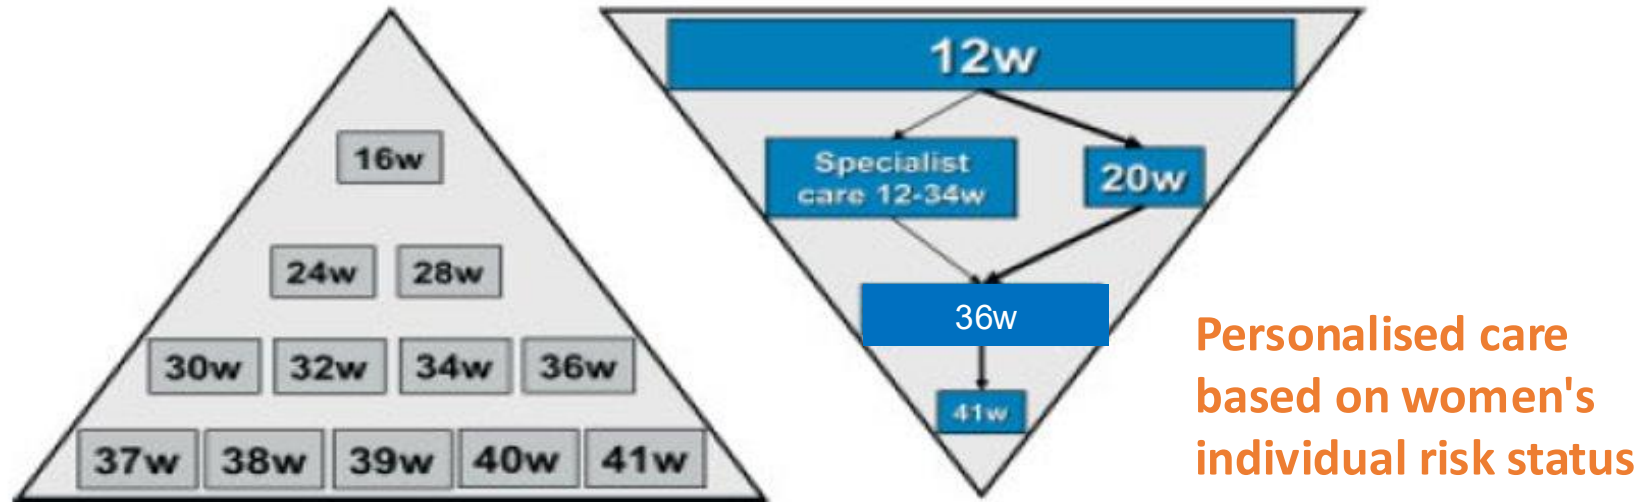 16w
24w 28w
30w 32w 34w 36w
37w 38w 39w 40w 41w
12w
Specialist
care 12-34w
20w
36w
41w
Personalised care
based on women's
individual risk status